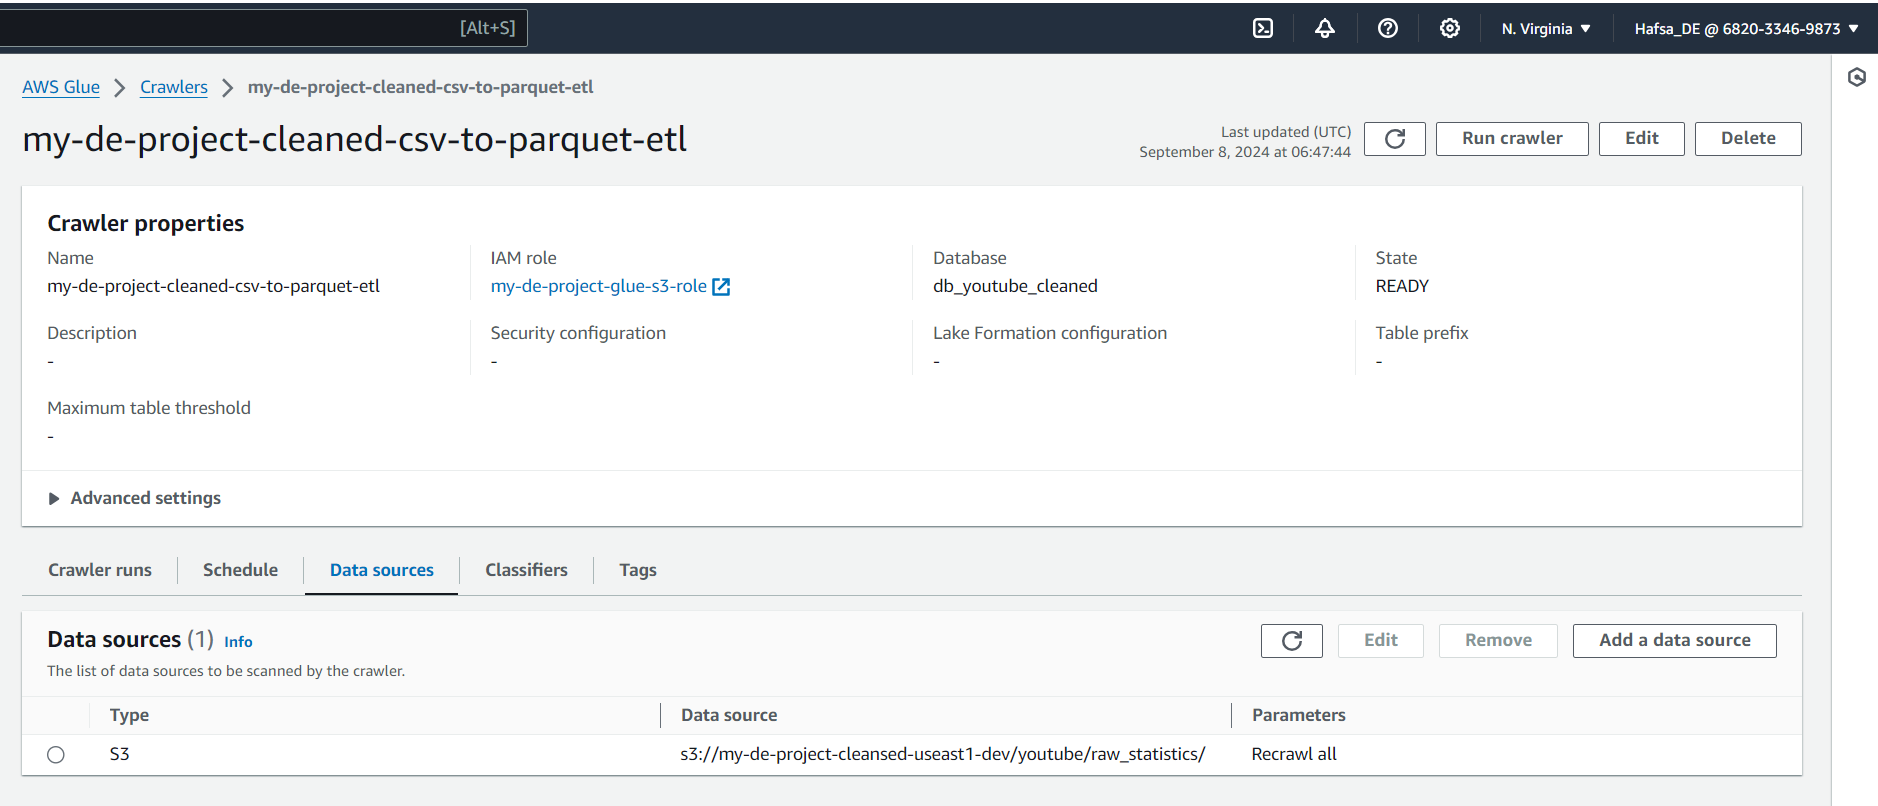 [Alt+S]
N. Virginia
Hafsa_DE @ 6820-3346-9873
AWS Glue
Crawlers
my-de-project-cleaned-csv-to-parquet-etl
my-de-project-cleaned-csv-to-parquet-etl
Last updated (UTC)
September 8, 2024 at 06:47:44
Run crawler
Edit
Delete
Crawler properties
Name
my-de-project-cleaned-csv-to-parquet-etl
IAM role
my-de-project-glue-s3-role
Database
db_youtube_cleaned
State
READY
Description
-
Security configuration
-
Lake Formation configuration
-
Table prefix
-
Maximum table threshold
-
Advanced settings
Crawler runs
Schedule
Data sources
Classifiers
Tags
Data sources (1) Info
The list of data sources to be scanned by the crawler.
Edit
Remove
Add a data source
Type
Data source
Parameters
S3
s3://my-de-project-cleansed-useast1-dev/youtube/raw_statistics/
Recrawl all